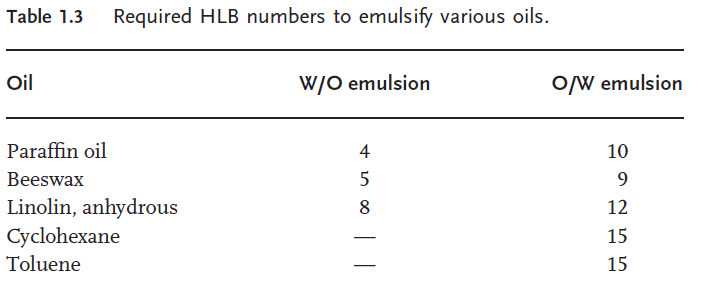 Table 1.3 Required HLB numbers to emulsify various oils.
Oil W/O emulsion O/W emulsion
Paraffin oil 4 10
Beeswax 5 9
Linolin, anhydrous 8 12
Cyclohexane — 15
Toluene — 15